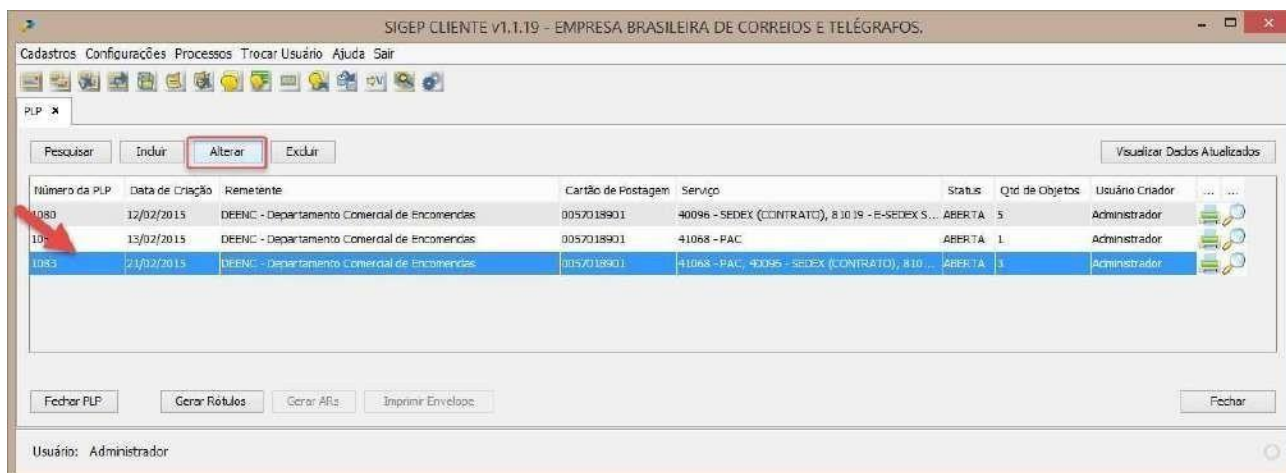 SIGEP CLIENTE v1.1.19 - EMPRESA BRASILEIRA DE CORREIOS E TELÉGRAFOS.
Cadastros Configurações Processos Trocar Usuário Ajuda Sair
PLP
Pesquisar Incluir Alterar Excluir Visualizar Dados Atualizados
Número da PLP Data de Criação Remetente Cartão de Postagem Serviço Status Qtd de Objetos Usuário Criador ... ...
1080 12/02/2015 DEENC - Departamento Comercial de Encomendas 0057018901 40096 - SEDEX (CONTRATO), 81019 - E-SEDEX S... ABERTA 5 Administrador
13/02/2015 DEENC - Departamento Comercial de Encomendas 0057018901 41068 - PAC ABERTA 1 Administrador
1083 21/02/2015 DEENC - Departamento Comercial de Encomendas 0057018901 41068 - PAC, 40096 - SEDEX (CONTRATO), 810... ABERTA 3 Administrador
Fechar PLP Gerar Rótulos Gerar ARs Imprimir Envelope Fechar
Usuário: Administrador